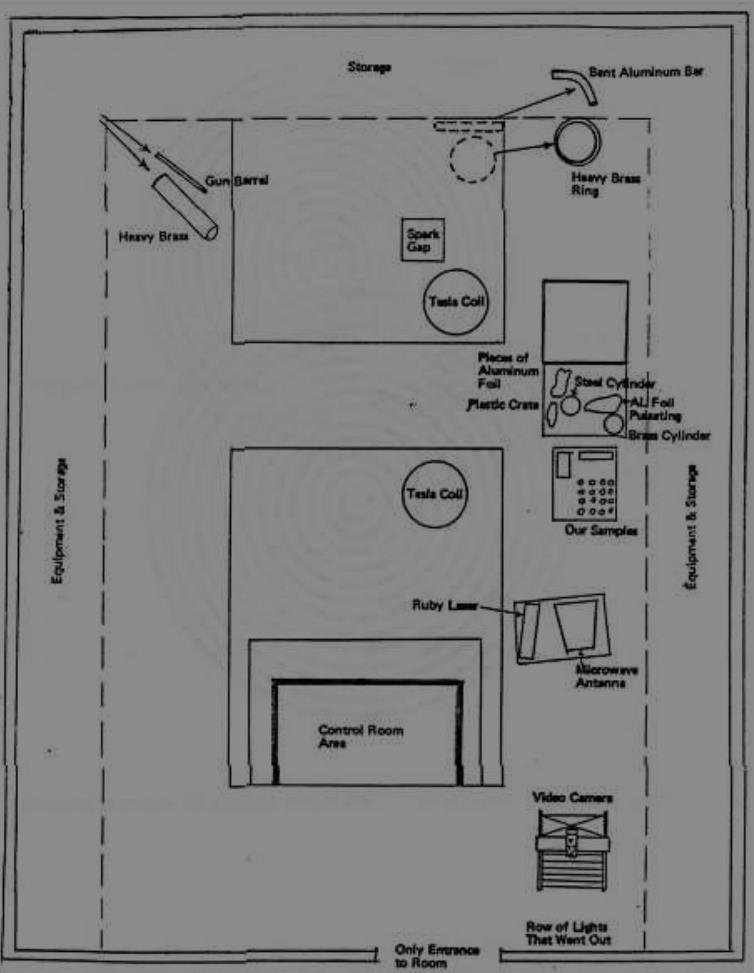 Storage
Bent Aluminum Bar
Gun Barrel
Heavy Brass
Ring
Heavy Brass
Spark
Gap
Tesla Coil
Pieces of
Aluminum
Foil
Steel Cylinder
Plastic Crate
Al. Foil
Pulsating
Brass Cylinder
Equipment & Storage
Tesla Coil
Our Samples
Equipment & Storage
Ruby Laser
Microwave
Antenna
Control Room
Area
Video Camera
Row of Lights
That Went Out
Only Entrance
to Room